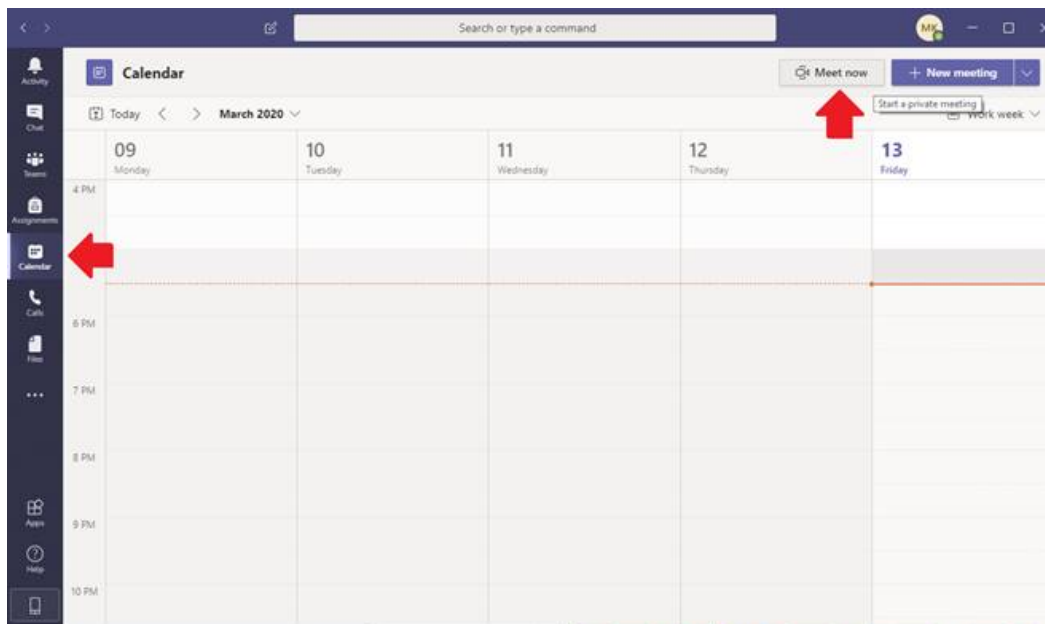 Search or type a command
MK
Activity
Chat
Teams
Assignments
Calendar
Calls
Files
Apps
Help
Calendar
Meet now
+ New meeting
Start a private meeting
Today
March 2020
Work week
09
Monday
10
Tuesday
11
Wednesday
12
Thursday
13
Friday
4 PM
6 PM
7 PM
8 PM
9 PM
10 PM